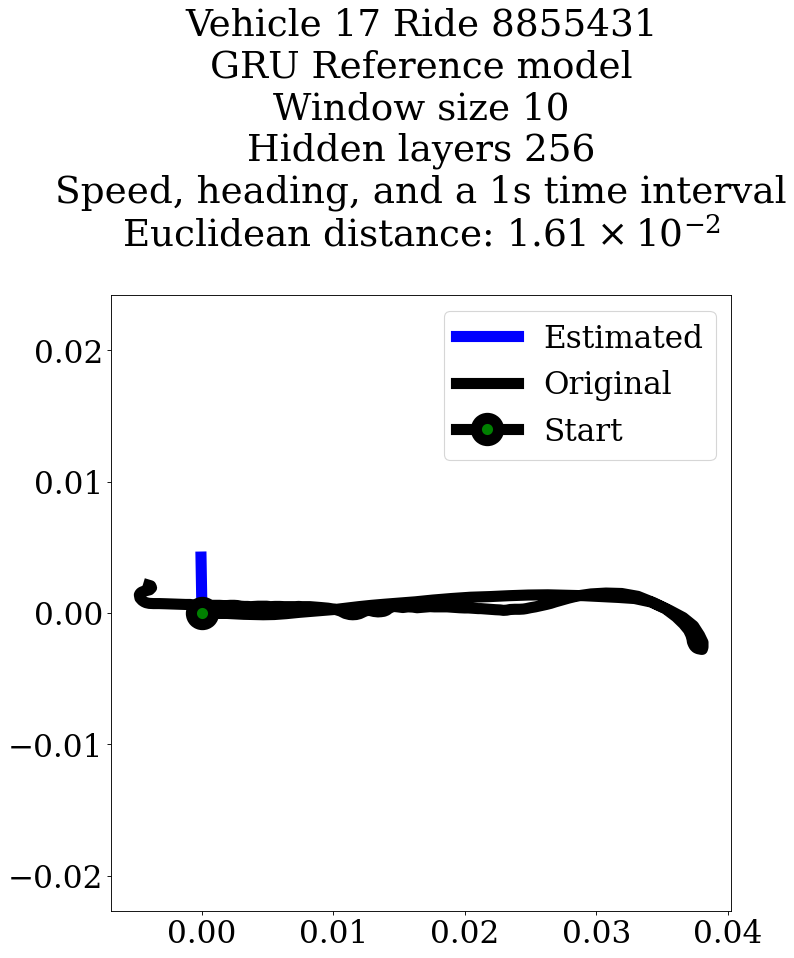 Vehicle 17 Ride 8855431
GRU Reference model
Window size 10
Hidden layers 256
Speed, heading, and a 1s time interval
Euclidean distance: 1.61 × 10⁻²
Estimated
Original
Start
0.02
0.01
0.00
−0.01
−0.02
0.00 0.01 0.02 0.03 0.04